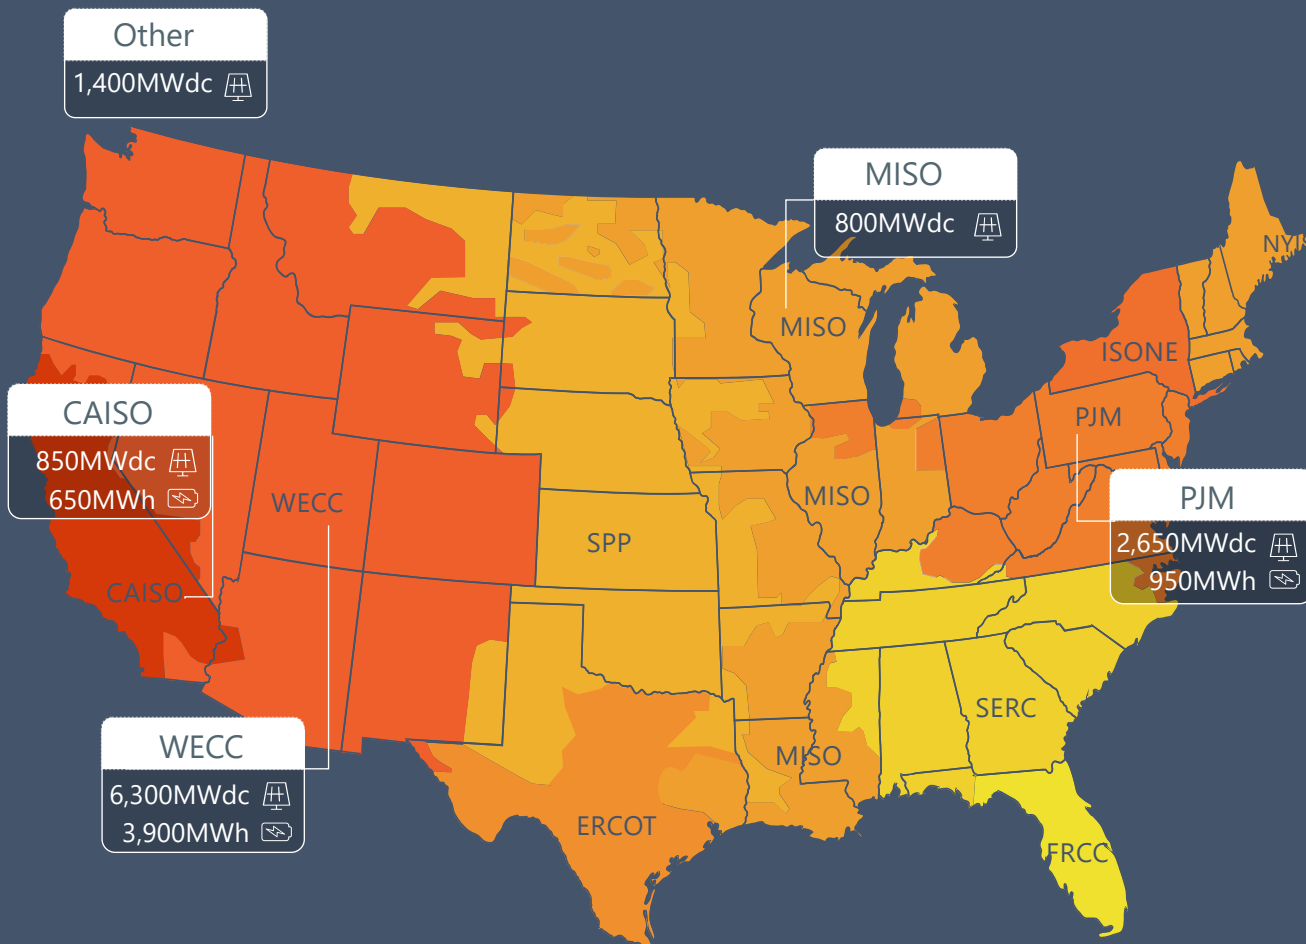 Other
1,400MWdc
MISO
800MWdc
MISO
ISONE
CAISO
850MWdc
650MWh
PJM
WECC
MISO
PJM
2,650MWdc
950MWh
SPP
CAISO
SERC
WECC
6,300MWdc
3,900MWh
MISO
ERCOT
FRCC